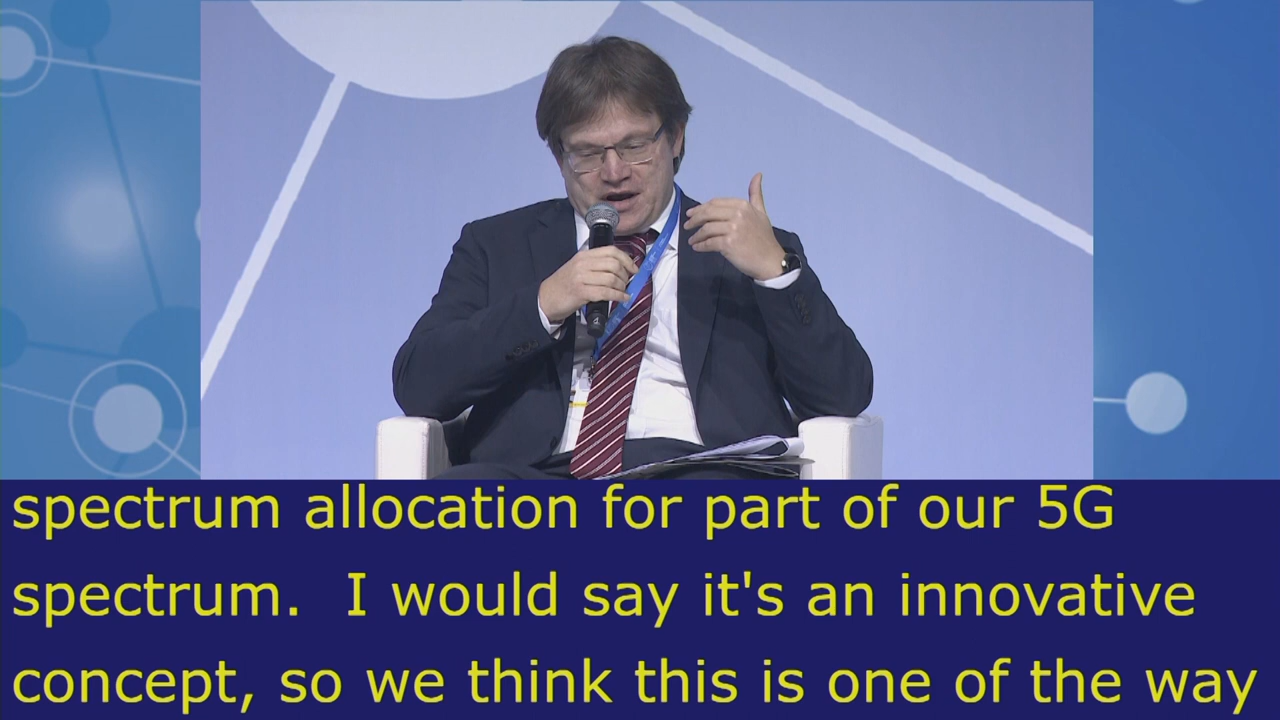 spectrum allocation for part of our 5G
spectrum.  I would say it's an innovative
concept, so we think this is one of the way